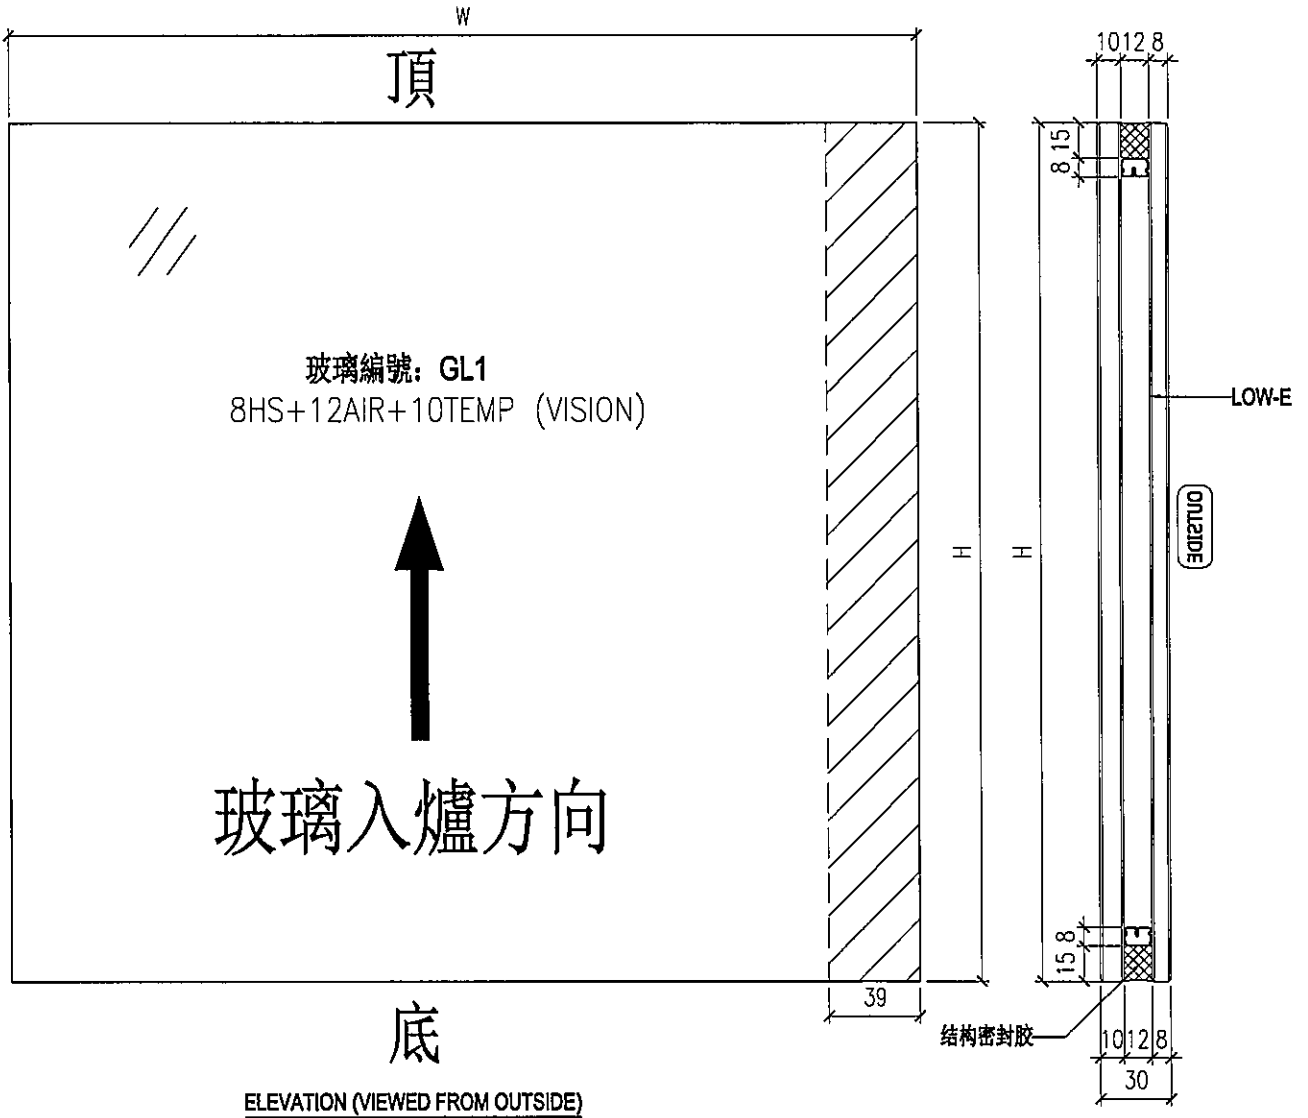 W
頂
玻璃編號：GL1
8HS+12AIR+10TEMP (VISION)
玻璃入爐方向
底
39
ELEVATION (VIEWED FROM OUTSIDE)
H
H
10 12 8
15
8
LOW-E
OUTSIDE
8
15
结构密封胶
10 12 8
30